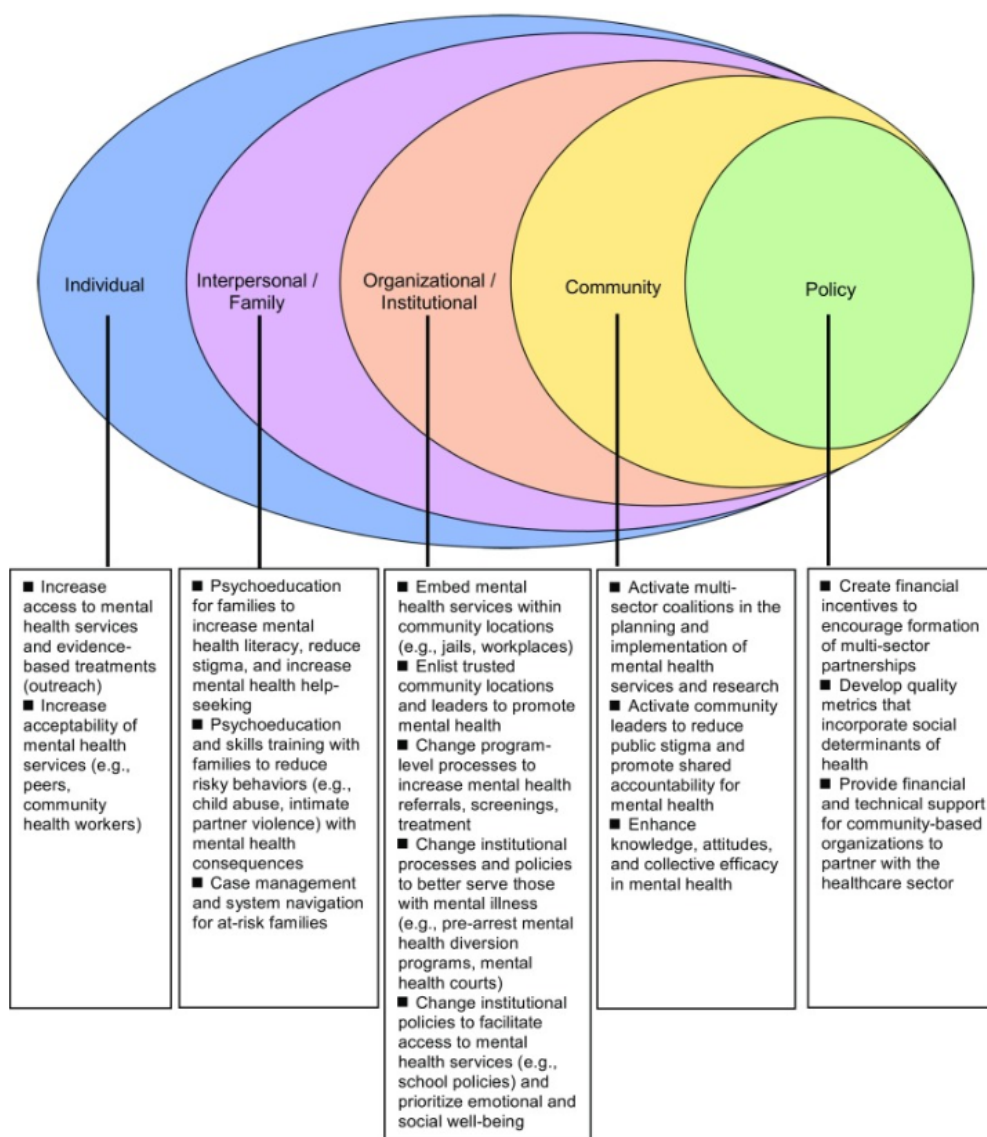 Individual
Interpersonal /
Family
Organizational /
Institutional
Community
Policy
■ Increase
access to mental
health services
and evidence-
based treatments
(outreach)
■ Increase
acceptability of
mental health
services (e.g.,
peers,
community
health workers)
■ Psychoeducation
for families to
increase mental
health literacy, reduce
stigma, and increase
mental health help-
seeking
■ Psychoeducation
and skills training with
families to reduce
risky behaviors (e.g.,
child abuse, intimate
partner violence) with
mental health
consequences
■ Case management
and system navigation
for at-risk families
■ Embed mental
health services within
community locations
(e.g., jails, workplaces)
■ Enlist trusted
community locations
and leaders to promote
mental health
■ Change program-
level processes to
increase mental health
referrals, screenings,
treatment
■ Change institutional
processes and policies
to better serve those
with mental illness
(e.g., pre-arrest mental
health diversion
programs, mental
health courts)
■ Change institutional
policies to facilitate
access to mental
health services (e.g.,
school policies) and
prioritize emotional and
social well-being
■ Activate multi-
sector coalitions in the
planning and
implementation of
mental health
services and research
■ Activate community
leaders to reduce
public stigma and
promote shared
accountability for
mental health
■ Enhance
knowledge, attitudes,
and collective efficacy
in mental health
■ Create financial
incentives to
encourage formation
of multi-sector
partnerships
■ Develop quality
metrics that
incorporate social
determinants of
health
■ Provide financial
and technical support
for community-based
organizations to
partner with the
healthcare sector